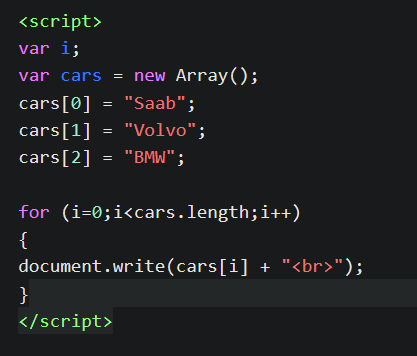 <script>
var i;
var cars = new Array();
cars[0] = "Saab";
cars[1] = "Volvo";
cars[2] = "BMW";
for (i=0;i<cars.length;i++)
{
document.write(cars[i] + "<br>");
}
</script>